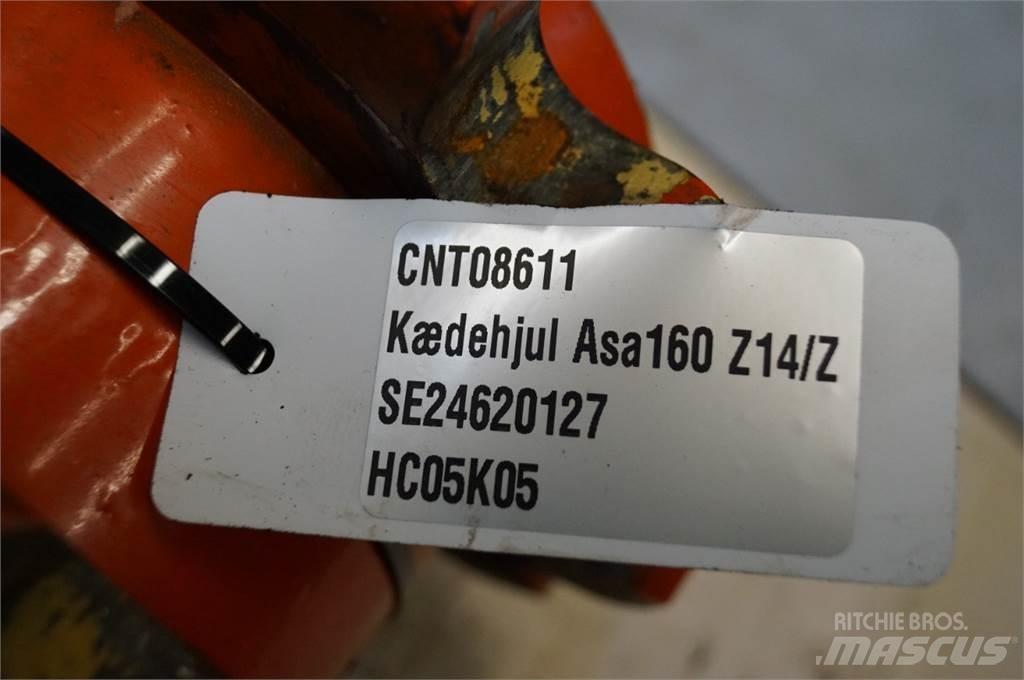 CNT08611
Kædehjul Asa160 Z14/Z
SE24620127
HC05K05
RITCHIE BROS.
MASCUS